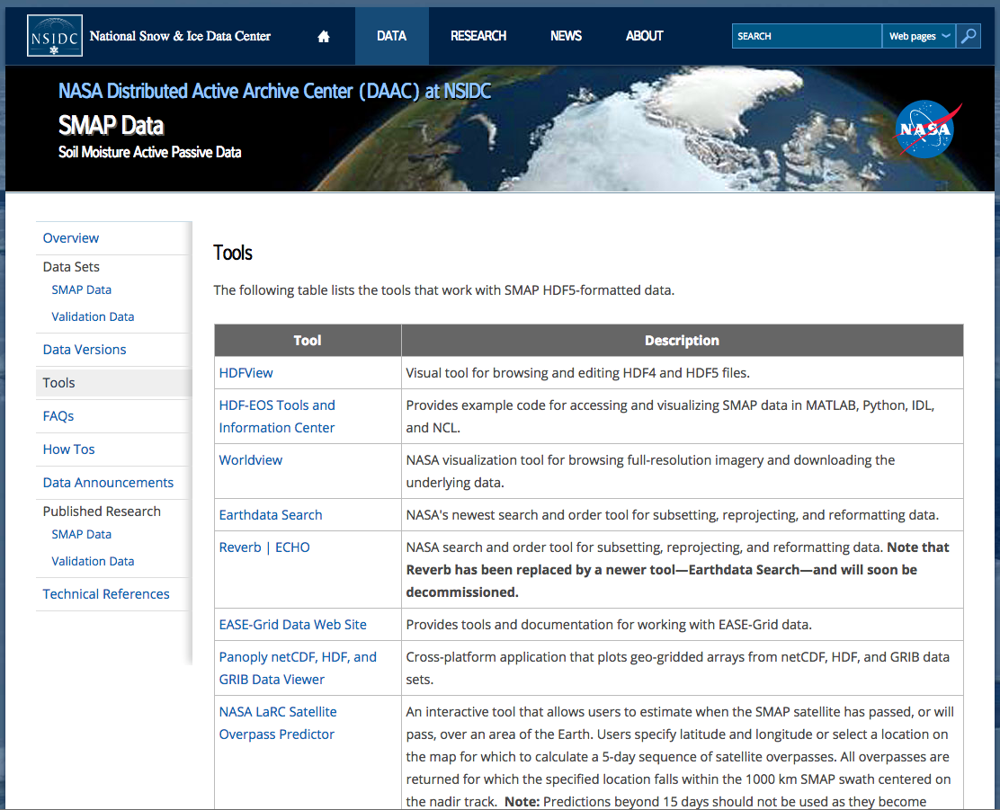 NSIDC
National Snow & Ice Data Center
DATA
RESEARCH
NEWS
ABOUT
SEARCH
Web pages
NASA Distributed Active Archive Center (DAAC) at NSIDC
SMAP Data
Soil Moisture Active Passive Data
NASA
Overview
Data Sets
SMAP Data
Validation Data
Data Versions
Tools
FAQs
How Tos
Data Announcements
Published Research
SMAP Data
Validation Data
Technical References
Tools
The following table lists the tools that work with SMAP HDF5-formatted data.
Tool
Description
HDFView
Visual tool for browsing and editing HDF4 and HDF5 files.
HDF-EOS Tools and
Information Center
Provides example code for accessing and visualizing SMAP data in MATLAB, Python, IDL,
and NCL.
Worldview
NASA visualization tool for browsing full-resolution imagery and downloading the
underlying data.
Earthdata Search
NASA's newest search and order tool for subsetting, reprojecting, and reformatting data.
Reverb | ECHO
NASA search and order tool for subsetting, reprojecting, and reformatting data. Note that
Reverb has been replaced by a newer tool—Earthdata Search—and will soon be
decommissioned.
EASE-Grid Data Web Site
Provides tools and documentation for working with EASE-Grid data.
Panoply netCDF, HDF, and
GRIB Data Viewer
Cross-platform application that plots geo-gridded arrays from netCDF, HDF, and GRIB data
sets.
NASA LaRC Satellite
Overpass Predictor
An interactive tool that allows users to estimate when the SMAP satellite has passed, or will
pass, over an area of the Earth. Users specify latitude and longitude or select a location on
the map for which to calculate a 5-day sequence of satellite overpasses. All overpasses are
returned for which the specified location falls within the 1000 km SMAP swath centered on
the nadir track. Note: Predictions beyond 15 days should not be used as they become